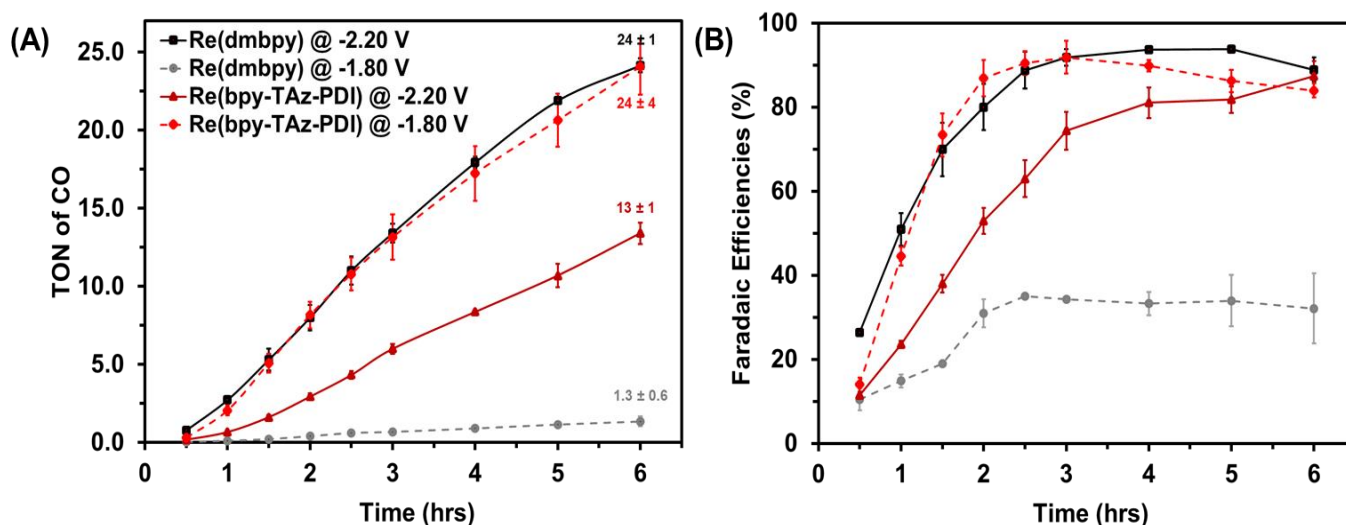 (A)
TON of CO
25.0
20.0
15.0
10.0
5.0
0.0
Re(dmbpy) @ -2.20 V
Re(dmbpy) @ -1.80 V
Re(bpy-TAz-PDI) @ -2.20 V
Re(bpy-TAz-PDI) @ -1.80 V
24 ± 1
24 ± 4
13 ± 1
1.3 ± 0.6
0 1 2 3 4 5 6
Time (hrs)
(B)
Faradaic Efficiencies (%)
100
80
60
40
20
0
0 1 2 3 4 5 6
Time (hrs)